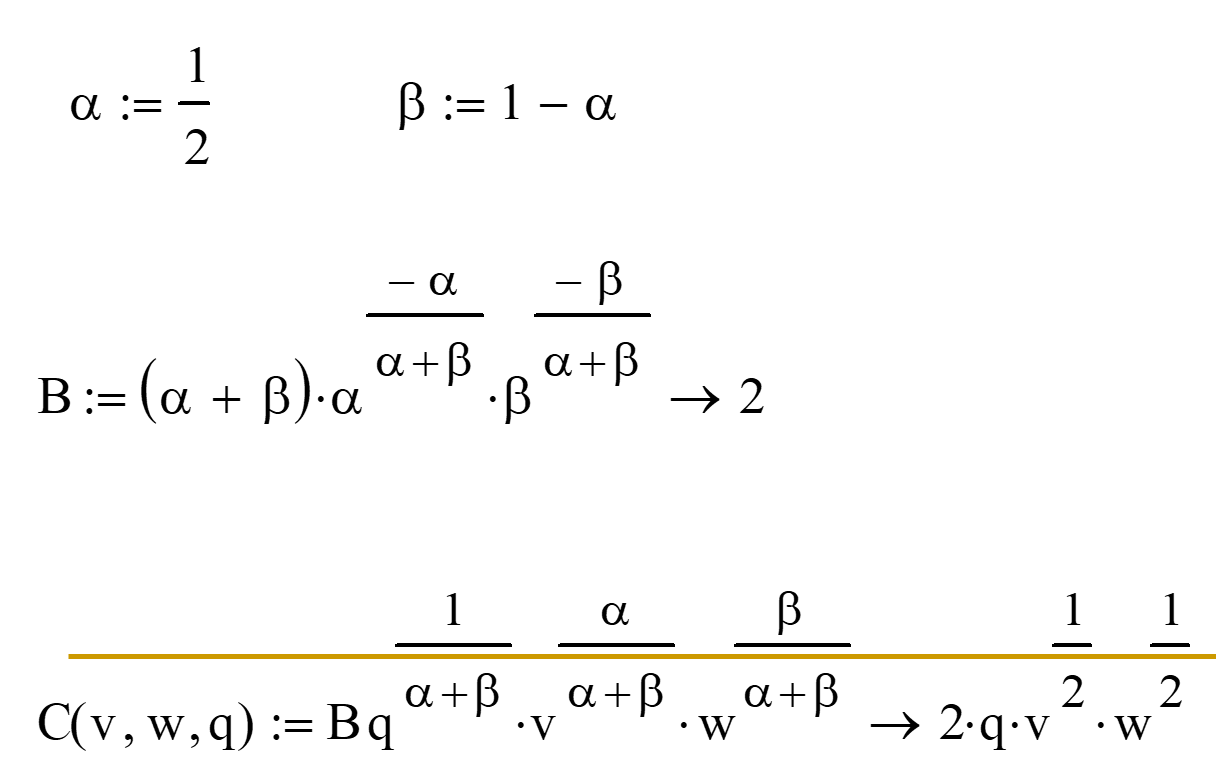 α := 1/2 β := 1 − α
B := (α + β)·α^(−α/(α+β))·β^(−β/(α+β)) → 2
C(v, w, q) := B q^(1/(α+β))·v^(α/(α+β))·w^(β/(α+β)) → 2·q·v^(1/2)·w^(1/2)